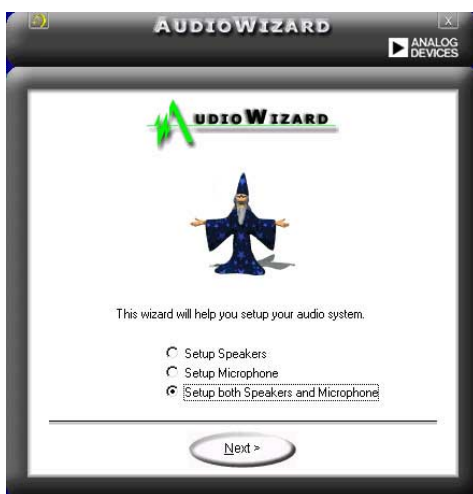 AUDIOWIZARD
ANALOG
DEVICES
AUDIOWIZARD
This wizard will help you setup your audio system.
Setup Speakers
Setup Microphone
Setup both Speakers and Microphone
Next >